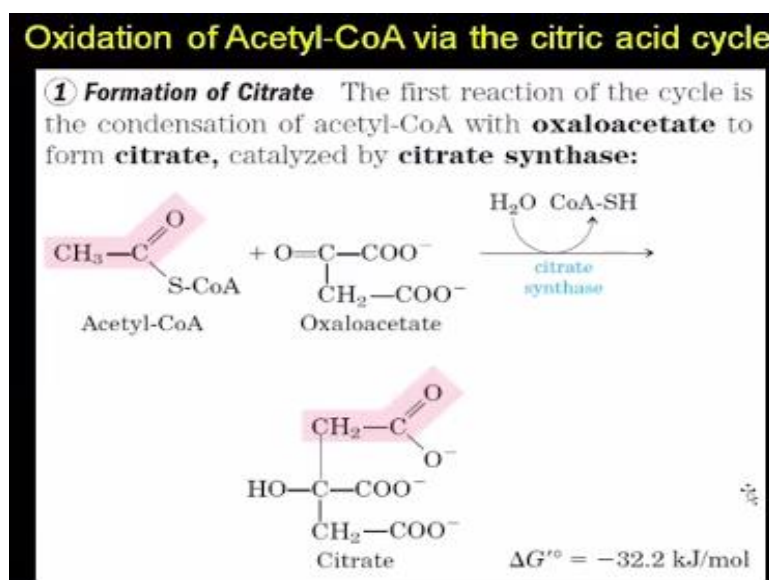 Oxidation of Acetyl-CoA via the citric acid cycle
① Formation of Citrate The first reaction of the cycle is
the condensation of acetyl-CoA with oxaloacetate to
form citrate, catalyzed by citrate synthase:
H₂O CoA-SH
O
CH₃—C
S-CoA
+ O=C—COO⁻
CH₂—COO⁻
citrate
synthase
Acetyl-CoA
Oxaloacetate
O
CH₂—C
O⁻
HO—C—COO⁻
CH₂—COO⁻
Citrate
ΔG′° = −32.2 kJ/mol